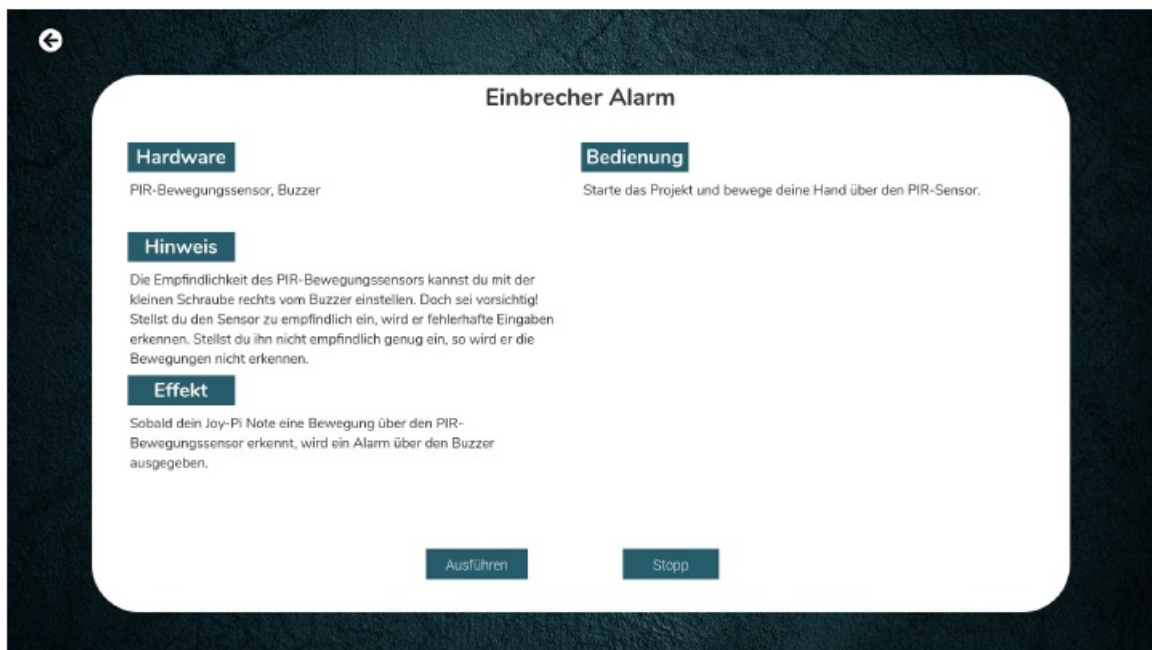 Einbrecher Alarm
Hardware
PIR-Bewegungssensor, Buzzer
Hinweis
Die Empfindlichkeit des PIR-Bewegungssensors kannst du mit der
kleinen Schraube rechts vom Buzzer einstellen. Doch sei vorsichtig!
Stellst du den Sensor zu empfindlich ein, wird er fehlerhafte Eingaben
erkennen. Stellst du ihn nicht empfindlich genug ein, so wird er die
Bewegungen nicht erkennen.
Effekt
Sobald dein Joy-Pi Note eine Bewegung über den PIR-
Bewegungssensor erkennt, wird ein Alarm über den Buzzer
ausgegeben.
Bedienung
Starte das Projekt und bewege deine Hand über den PIR-Sensor.
Ausführen
Stopp